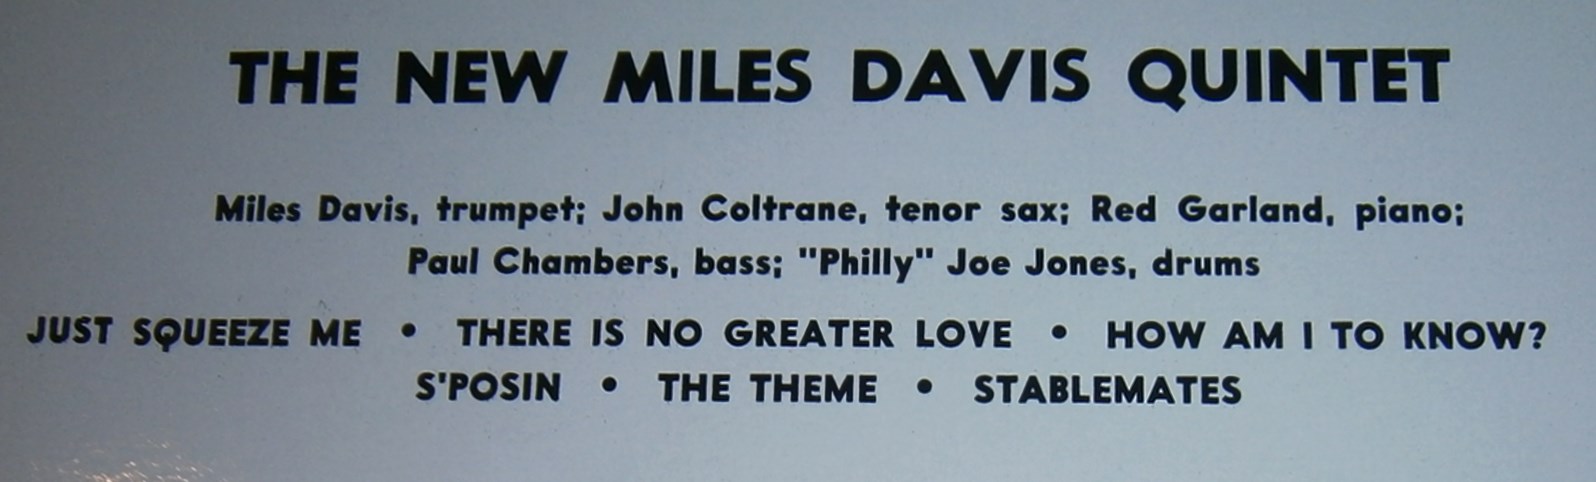 THE NEW MILES DAVIS QUINTET
Miles Davis, trumpet; John Coltrane, tenor sax; Red Garland, piano;
Paul Chambers, bass; "Philly" Joe Jones, drums
JUST SQUEEZE ME • THERE IS NO GREATER LOVE • HOW AM I TO KNOW?
S'POSIN • THE THEME • STABLEMATES